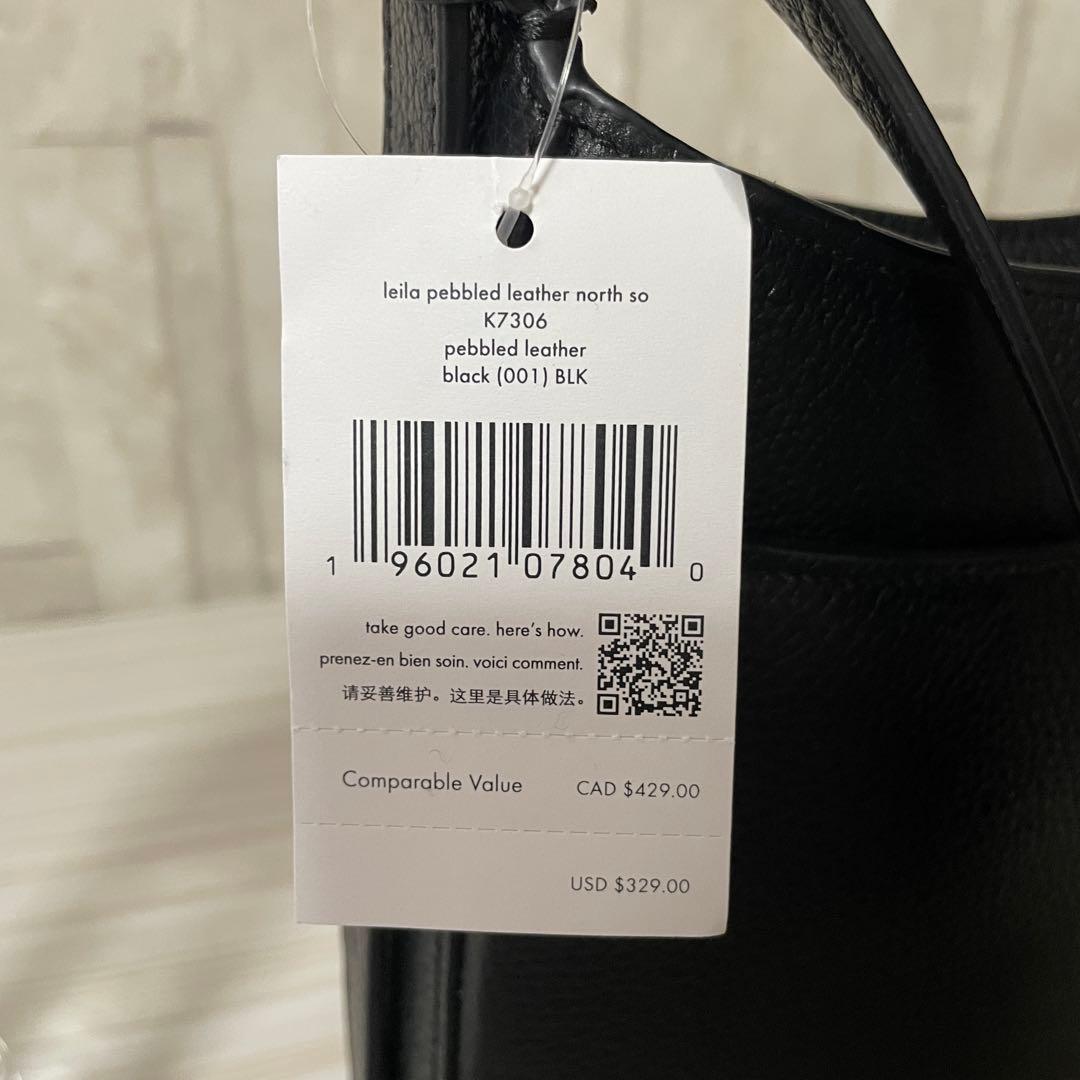 leila pebbled leather north so
K7306
pebbled leather
black (001) BLK
1 96021 07804 0
take good care. here's how.
prenez-en bien soin. voici comment.
请妥善维护。这里是具体做法。
Comparable Value CAD $429.00
USD $329.00